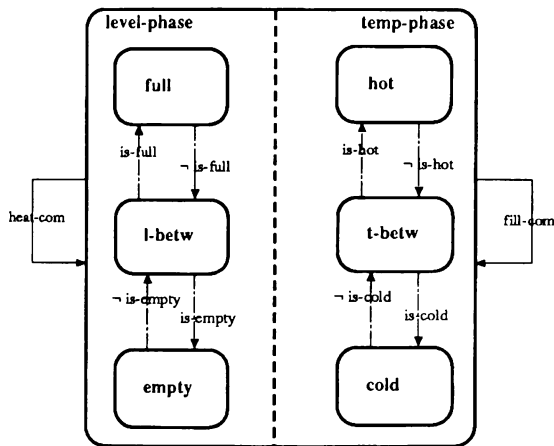 level-phase
temp-phase
full
hot
is-full
¬ is-full
is-hot
¬ is-hot
heat-com
l-betw
t-betw
fill-com
¬ is-empty
is-empty
¬ is-cold
is-cold
empty
cold